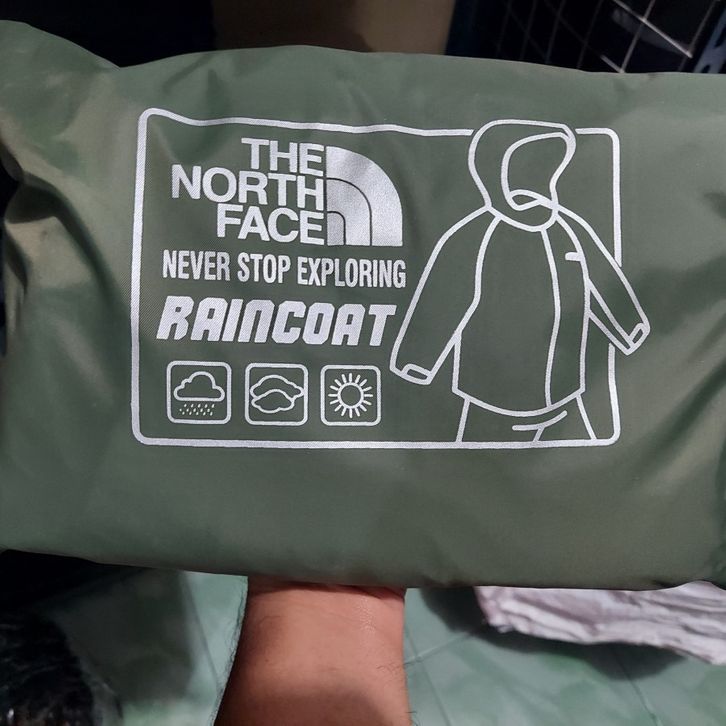 THE
NORTH
FACE
NEVER STOP EXPLORING
RAINCOAT